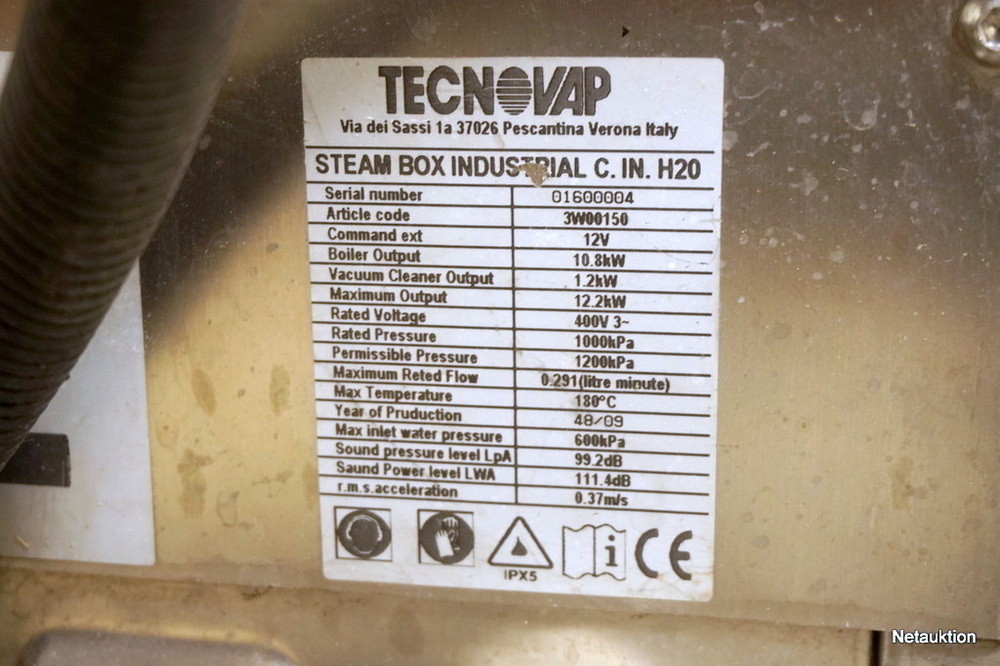 TECNOVAP
Via dei Sassi 1a 37026 Pescantina Verona Italy
STEAM BOX INDUSTRIAL C. IN. H20
Serial number 01600004
Article code 3W00150
Command ext 12V
Boiler Output 10.8kW
Vacuum Cleaner Output 1.2kW
Maximum Output 12.2kW
Rated Voltage 400V 3~
Rated Pressure 1000kPa
Permissible Pressure 1200kPa
Maximum Reted Flow 0.291(litre minute)
Max Temperature 180°C
Year of Pruduction 48/09
Max inlet water pressure 600kPa
Sound pressure level LpA 99.2dB
Saund Power level LWA 111.4dB
r.m.s.acceleration 0.37m/s
i
CE
IPX5
Netauktion